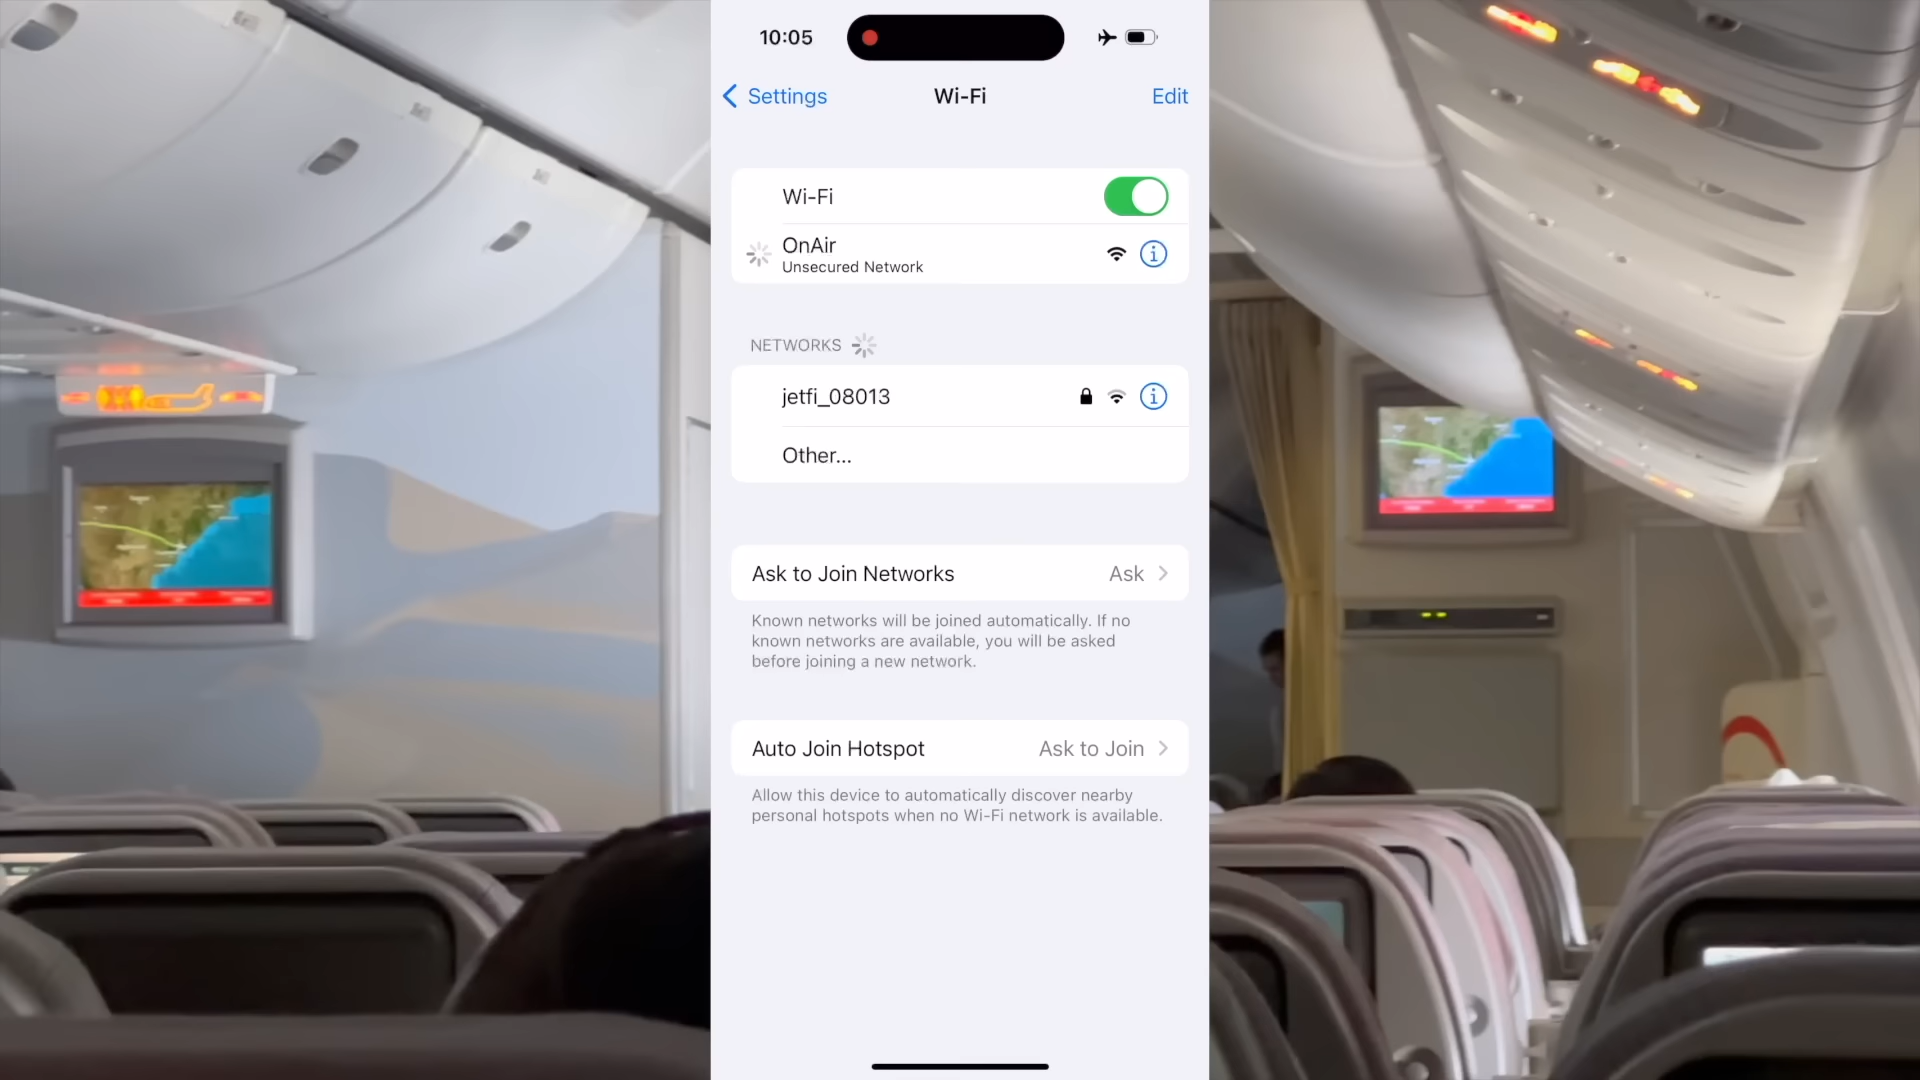 10:05
Settings
Wi-Fi
Edit
Wi-Fi
OnAir
Unsecured Network
NETWORKS
jetfi_08013
Other...
Ask to Join Networks
Ask
Known networks will be joined automatically. If no
known networks are available, you will be asked
before joining a new network.
Auto Join Hotspot
Ask to Join
Allow this device to automatically discover nearby
personal hotspots when no Wi-Fi network is available.